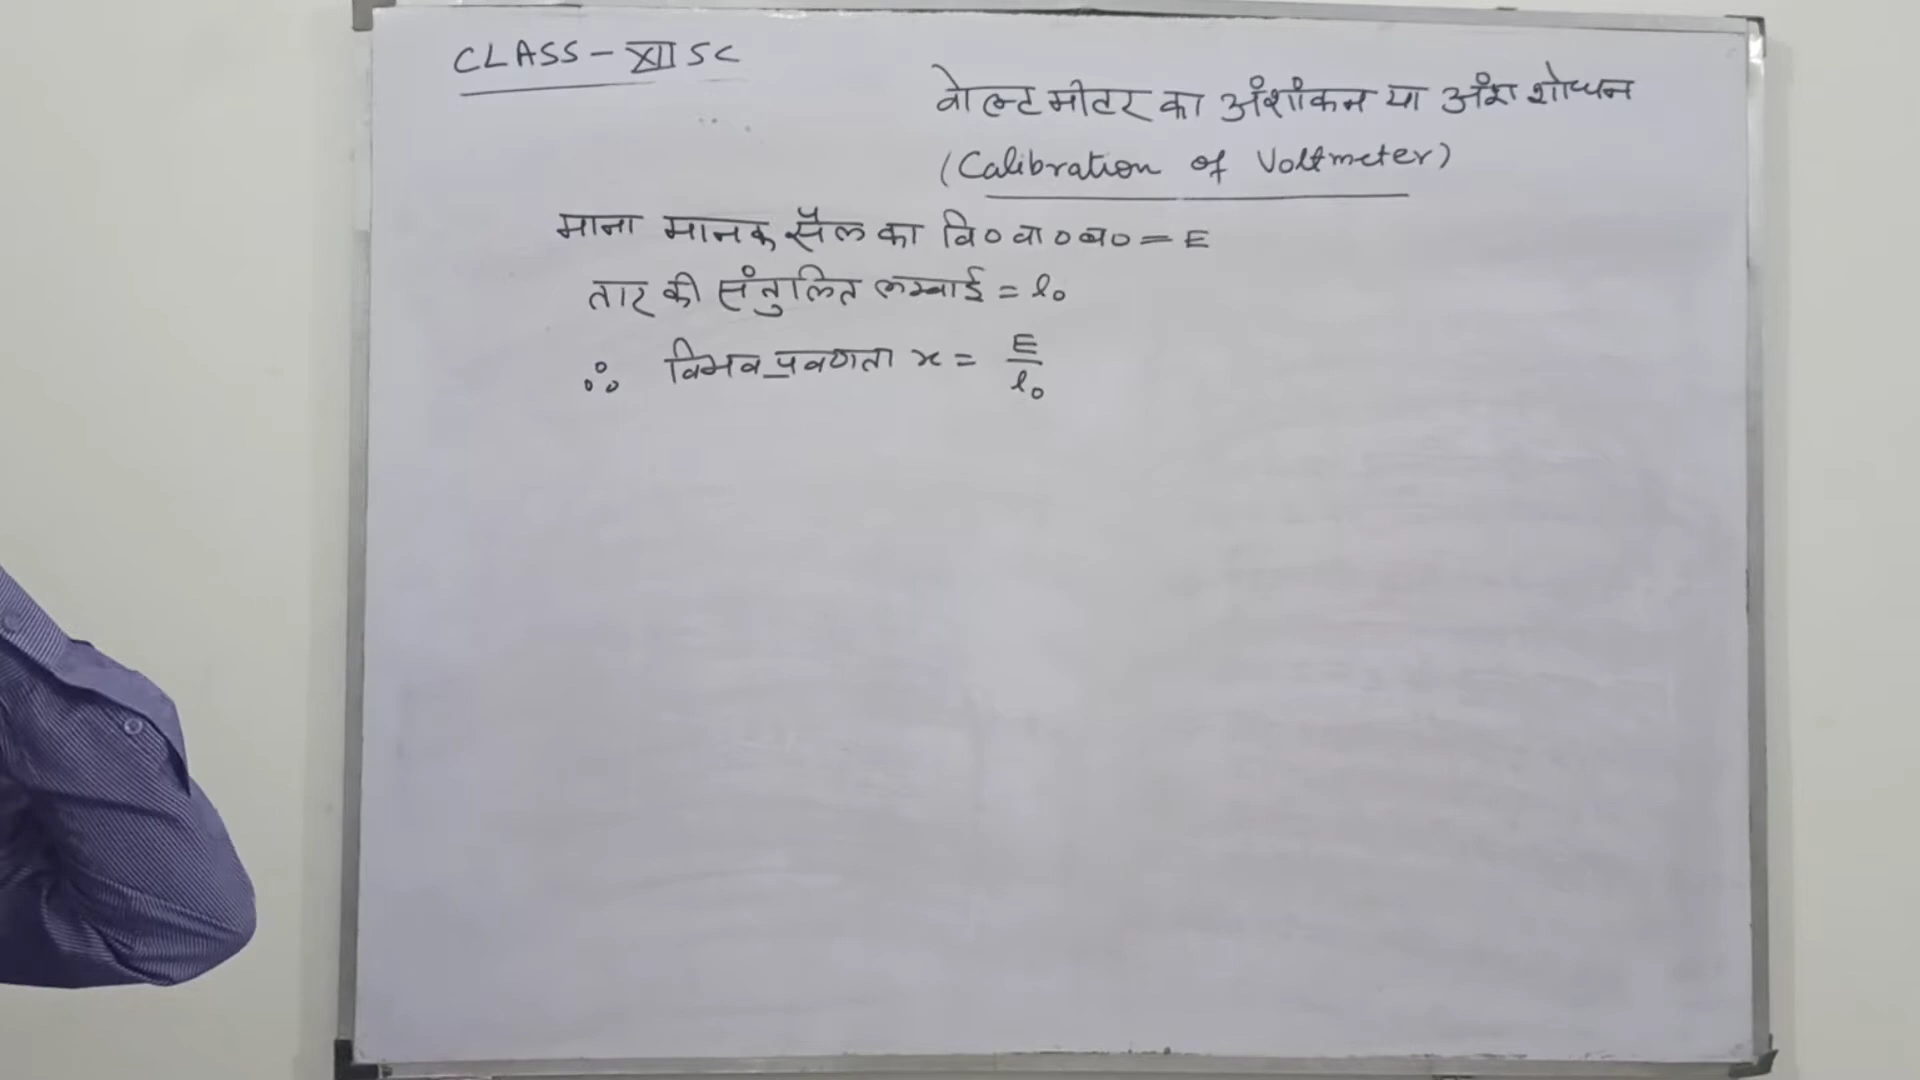 CLASS - XII SC
वोल्टमीटर का अंशांकन या अंश शोधन
(Calibration of Voltmeter)
माना मानक सैल का वि० वा० ब० = E
तार की संतुलित लम्बाई = l₀
∴ विभव प्रवणता x = E/l₀